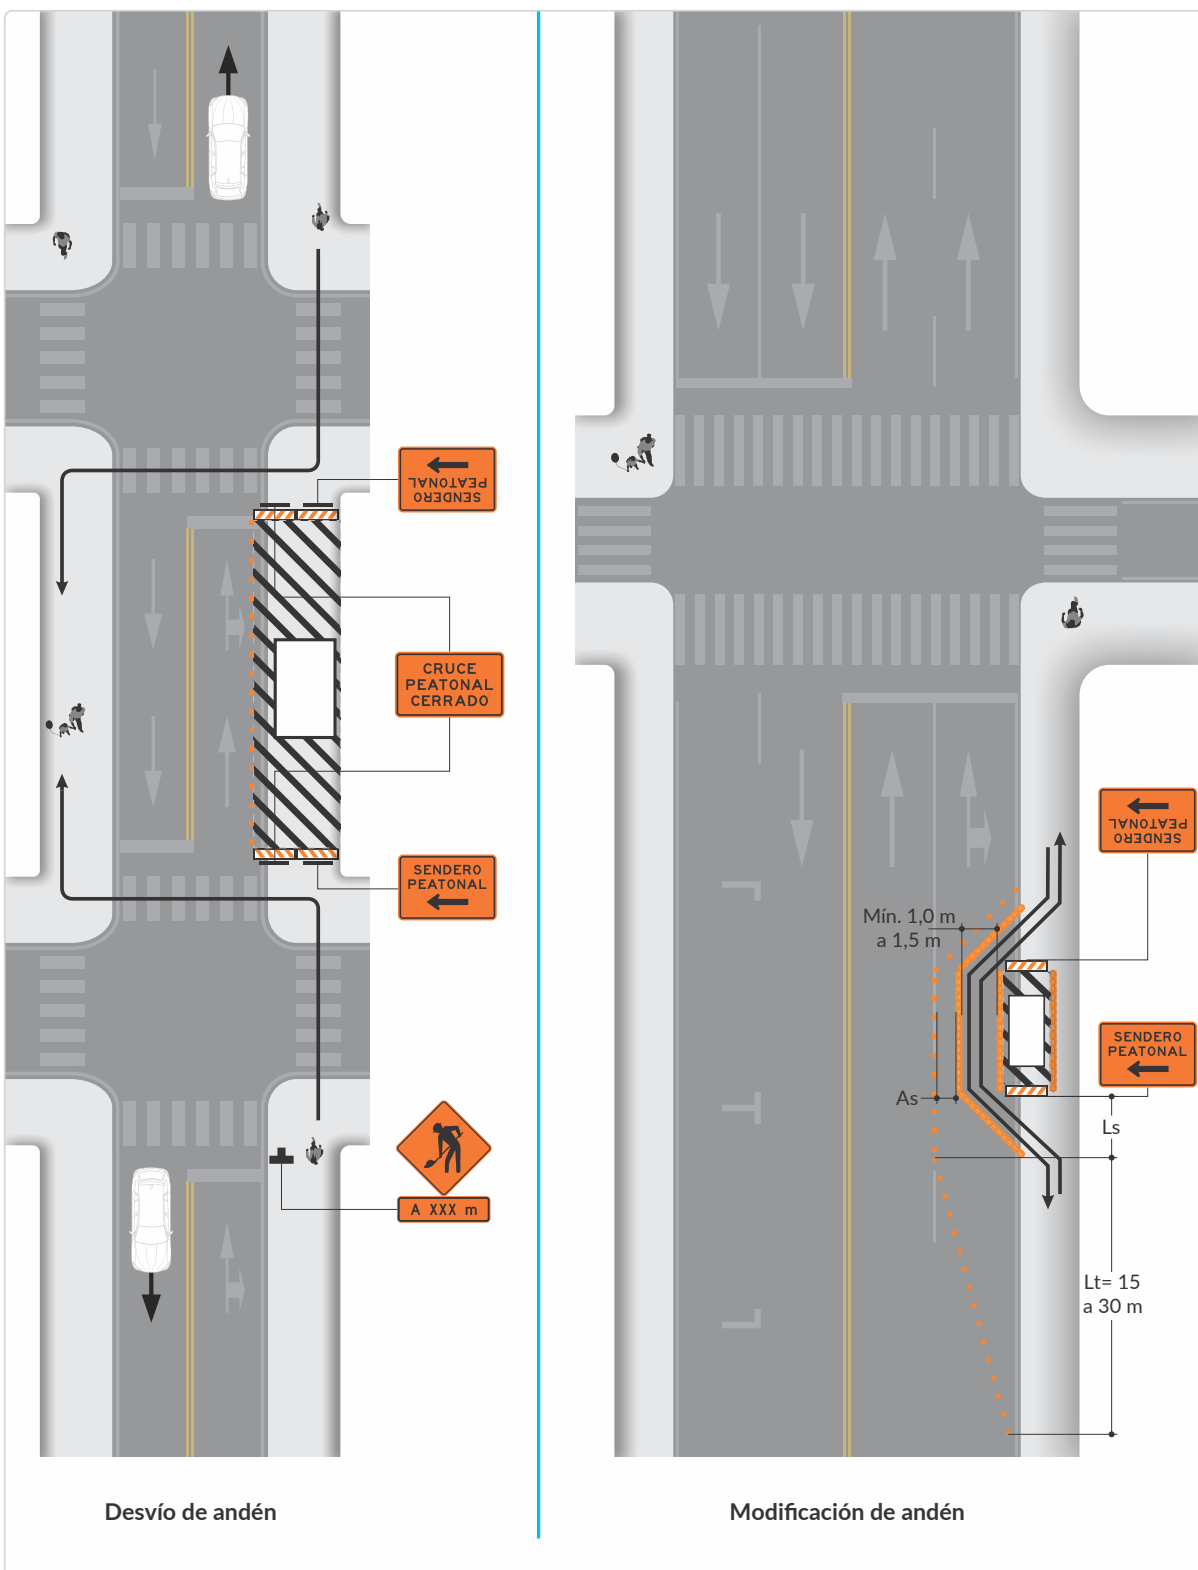 SENDERO
PEATONAL
CRUCE
PEATONAL
CERRADO
SENDERO
PEATONAL
A XXX m
Desvío de andén
SENDERO
PEATONAL
Mín. 1,0 m
a 1,5 m
SENDERO
PEATONAL
As
Ls
Lt= 15
a 30 m
Modificación de andén